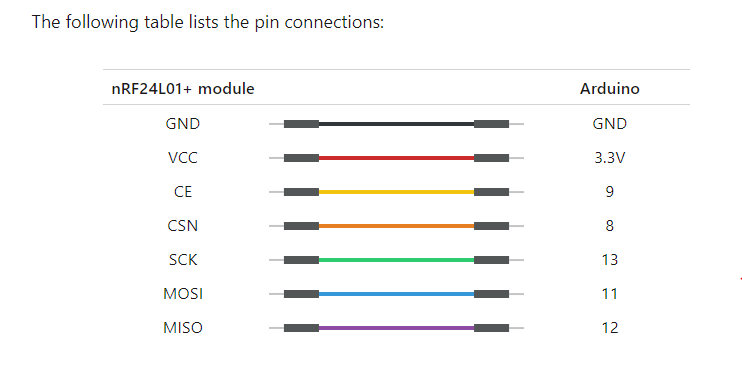 The following table lists the pin connections:
nRF24L01+ module Arduino
GND GND
VCC 3.3V
CE 9
CSN 8
SCK 13
MOSI 11
MISO 12